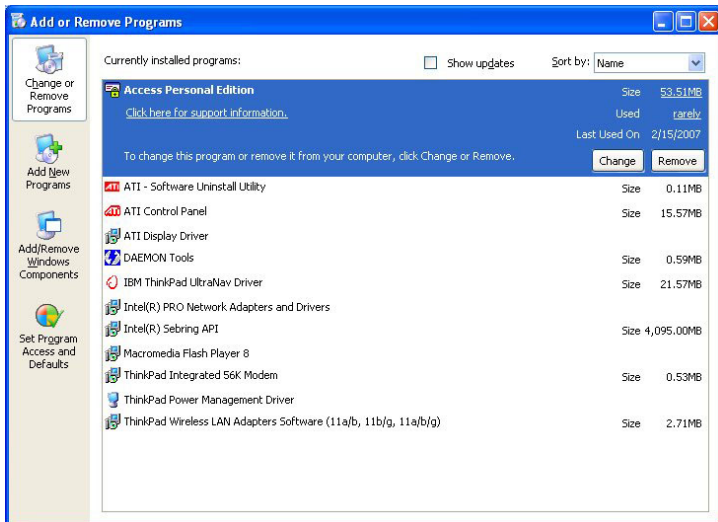 Add or Remove Programs
Change or
Remove
Programs
Add New
Programs
Add/Remove
Windows
Components
Set Program
Access and
Defaults
Currently installed programs:
Show updates
Sort by: Name
Access Personal Edition Size 53.51MB
Click here for support information. Used rarely
Last Used On 2/15/2007
To change this program or remove it from your computer, click Change or Remove. Change Remove
ATI ATI - Software Uninstall Utility Size 0.11MB
ATI ATI Control Panel Size 15.57MB
ATI Display Driver
DAEMON Tools Size 0.59MB
IBM ThinkPad UltraNav Driver Size 21.57MB
Intel(R) PRO Network Adapters and Drivers
Intel(R) Sebring API Size 4,095.00MB
Macromedia Flash Player 8
ThinkPad Integrated 56K Modem Size 0.53MB
ThinkPad Power Management Driver
ThinkPad Wireless LAN Adapters Software (11a/b, 11b/g, 11a/b/g) Size 2.71MB